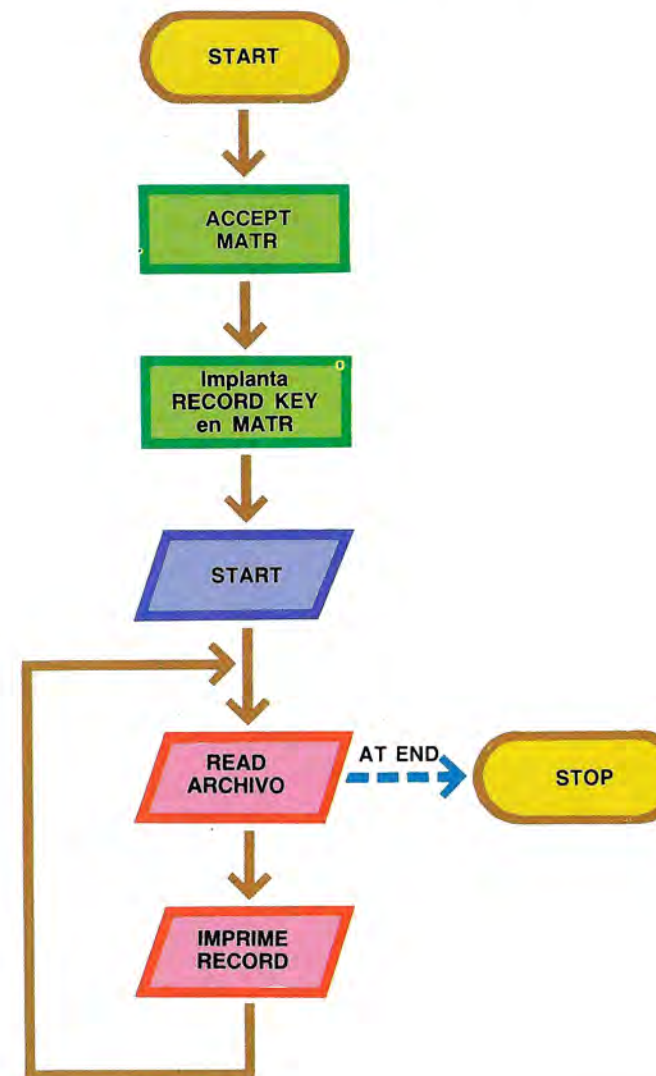 START
ACCEPT
MATR
Implanta
RECORD KEY
en MATR
START
READ
ARCHIVO
AT END
STOP
IMPRIME
RECORD